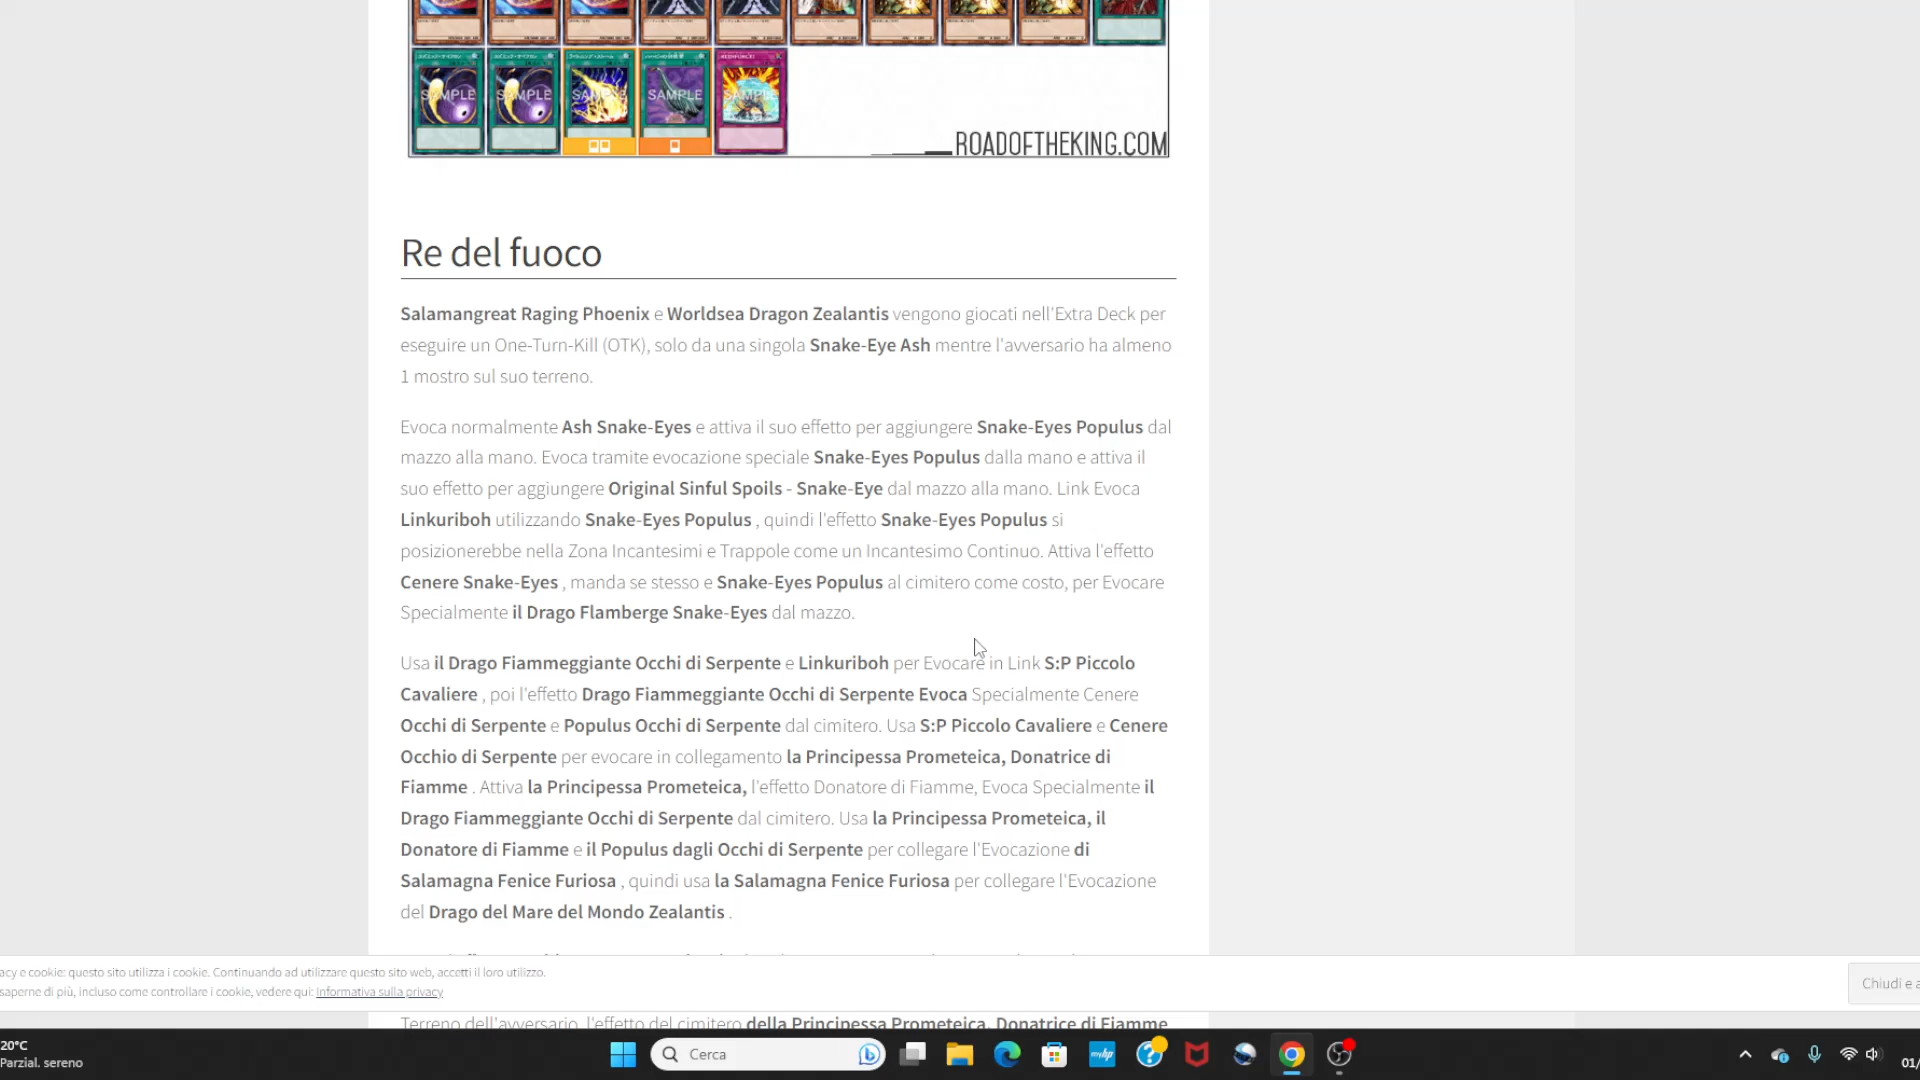 SAMPLE SAMPLE SAMPLE SAMPLE SAMPLE
ROADOFTHEKING.COM
Re del fuoco
Salamangreat Raging Phoenix e Worldsea Dragon Zealantis vengono giocati nell'Extra Deck per
eseguire un One-Turn-Kill (OTK), solo da una singola Snake-Eye Ash mentre l'avversario ha almeno
1 mostro sul suo terreno.
Evoca normalmente Ash Snake-Eyes e attiva il suo effetto per aggiungere Snake-Eyes Populus dal
mazzo alla mano. Evoca tramite evocazione speciale Snake-Eyes Populus dalla mano e attiva il
suo effetto per aggiungere Original Sinful Spoils - Snake-Eye dal mazzo alla mano. Link Evoca
Linkuriboh utilizzando Snake-Eyes Populus , quindi l'effetto Snake-Eyes Populus si
posizionerebbe nella Zona Incantesimi e Trappole come un Incantesimo Continuo. Attiva l'effetto
Cenere Snake-Eyes , manda se stesso e Snake-Eyes Populus al cimitero come costo, per Evocare
Specialmente il Drago Flamberge Snake-Eyes dal mazzo.
Usa il Drago Fiammeggiante Occhi di Serpente e Linkuriboh per Evocare in Link S:P Piccolo
Cavaliere , poi l'effetto Drago Fiammeggiante Occhi di Serpente Evoca Specialmente Cenere
Occhi di Serpente e Populus Occhi di Serpente dal cimitero. Usa S:P Piccolo Cavaliere e Cenere
Occhio di Serpente per evocare in collegamento la Principessa Prometeica, Donatrice di
Fiamme . Attiva la Principessa Prometeica, l'effetto Donatore di Fiamme, Evoca Specialmente il
Drago Fiammeggiante Occhi di Serpente dal cimitero. Usa la Principessa Prometeica, il
Donatore di Fiamme e il Populus dagli Occhi di Serpente per collegare l'Evocazione di
Salamagna Fenice Furiosa , quindi usa la Salamagna Fenice Furiosa per collegare l'Evocazione
del Drago del Mare del Mondo Zealantis .
acy e cookie: questo sito utilizza i cookie. Continuando ad utilizzare questo sito web, accetti il loro utilizzo.
saperne di più, incluso come controllare i cookie, vedere qui: Informativa sulla privacy
Chiudi e a
Terreno dell'avversario, l'effetto del cimitero della Principessa Prometeica, Donatrice di Fiamme
20°C
Parzial. sereno
Cerca
myhp
01/